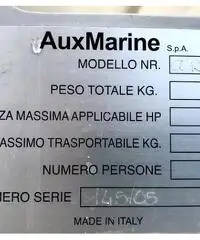 AuxMarine S.p.A.
MODELLO NR.
PESO TOTALE KG.
ZA MASSIMA APPLICABILE HP
ASSIMO TRASPORTABILE KG.
NUMERO PERSONE
MERO SERIE
MADE IN ITALY